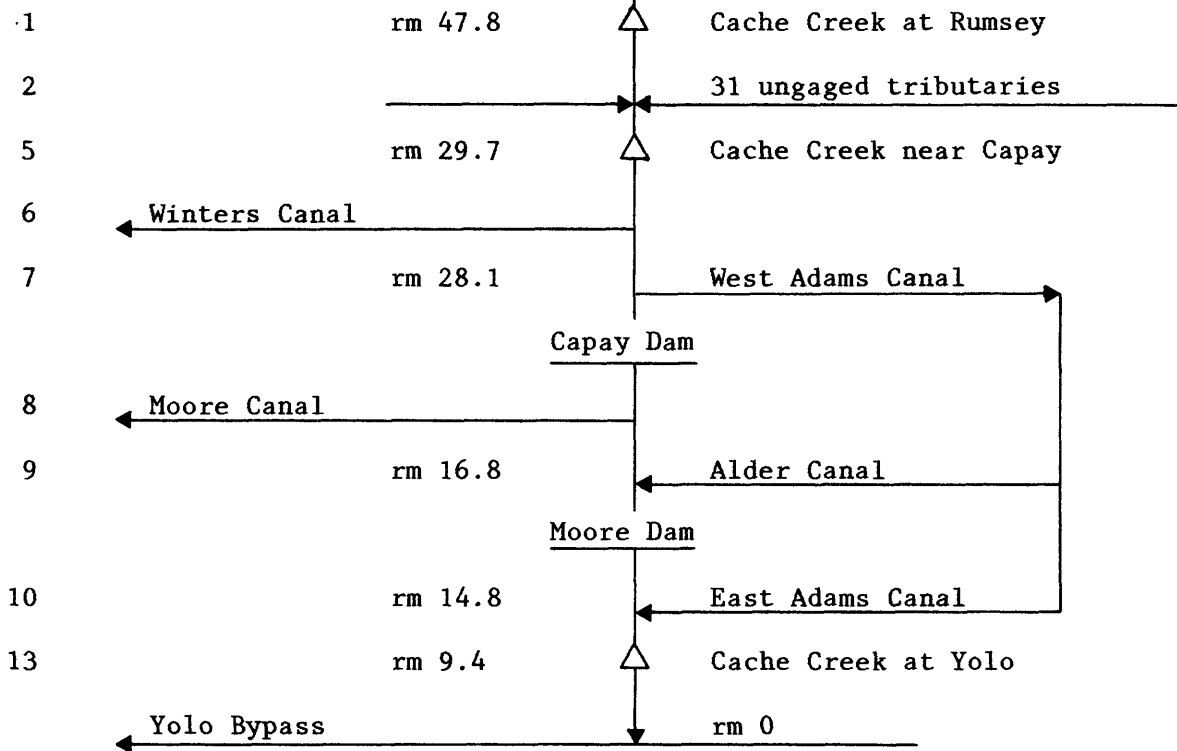 1 rm 47.8 Cache Creek at Rumsey
2 31 ungaged tributaries
5 rm 29.7 Cache Creek near Capay
6 Winters Canal
7 rm 28.1 West Adams Canal
Capay Dam
8 Moore Canal
9 rm 16.8 Alder Canal
Moore Dam
10 rm 14.8 East Adams Canal
13 rm 9.4 Cache Creek at Yolo
Yolo Bypass rm 0